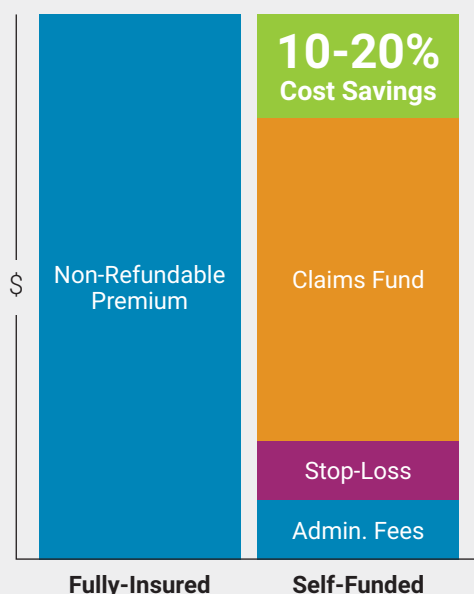 10-20%
Cost Savings
$
Non-Refundable
Premium
Claims Fund
Stop-Loss
Admin. Fees
Fully-Insured
Self-Funded